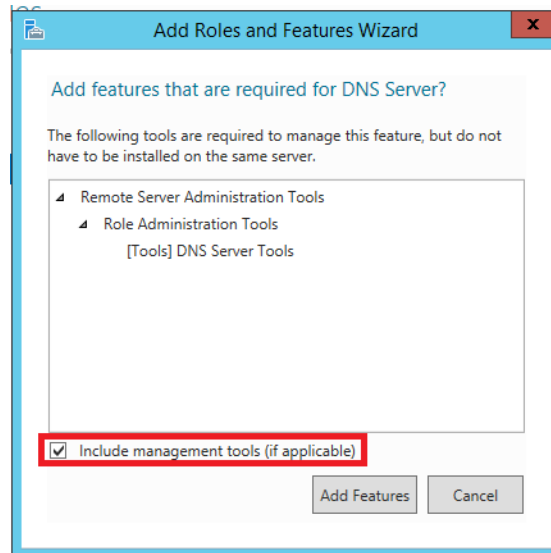 Add Roles and Features Wizard
x
Add features that are required for DNS Server?
The following tools are required to manage this feature, but do not
have to be installed on the same server.
Remote Server Administration Tools
Role Administration Tools
[Tools] DNS Server Tools
Include management tools (if applicable)
Add Features Cancel